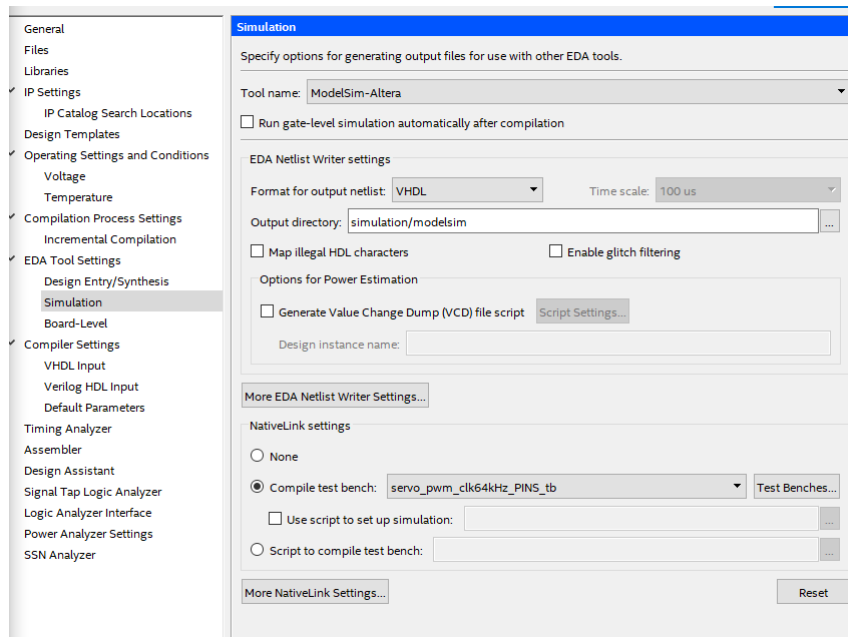 General
Files
Libraries
IP Settings
IP Catalog Search Locations
Design Templates
Operating Settings and Conditions
Voltage
Temperature
Compilation Process Settings
Incremental Compilation
EDA Tool Settings
Design Entry/Synthesis
Simulation
Board-Level
Compiler Settings
VHDL Input
Verilog HDL Input
Default Parameters
Timing Analyzer
Assembler
Design Assistant
Signal Tap Logic Analyzer
Logic Analyzer Interface
Power Analyzer Settings
SSN Analyzer
Simulation
Specify options for generating output files for use with other EDA tools.
Tool name: ModelSim-Altera
Run gate-level simulation automatically after compilation
EDA Netlist Writer settings
Format for output netlist: VHDL Time scale: 100 us
Output directory: simulation/modelsim ...
Map illegal HDL characters Enable glitch filtering
Options for Power Estimation
Generate Value Change Dump (VCD) file script Script Settings...
Design instance name:
More EDA Netlist Writer Settings...
NativeLink settings
None
Compile test bench: servo_pwm_clk64kHz_PINS_tb Test Benches...
Use script to set up simulation: ...
Script to compile test bench: ...
More NativeLink Settings... Reset